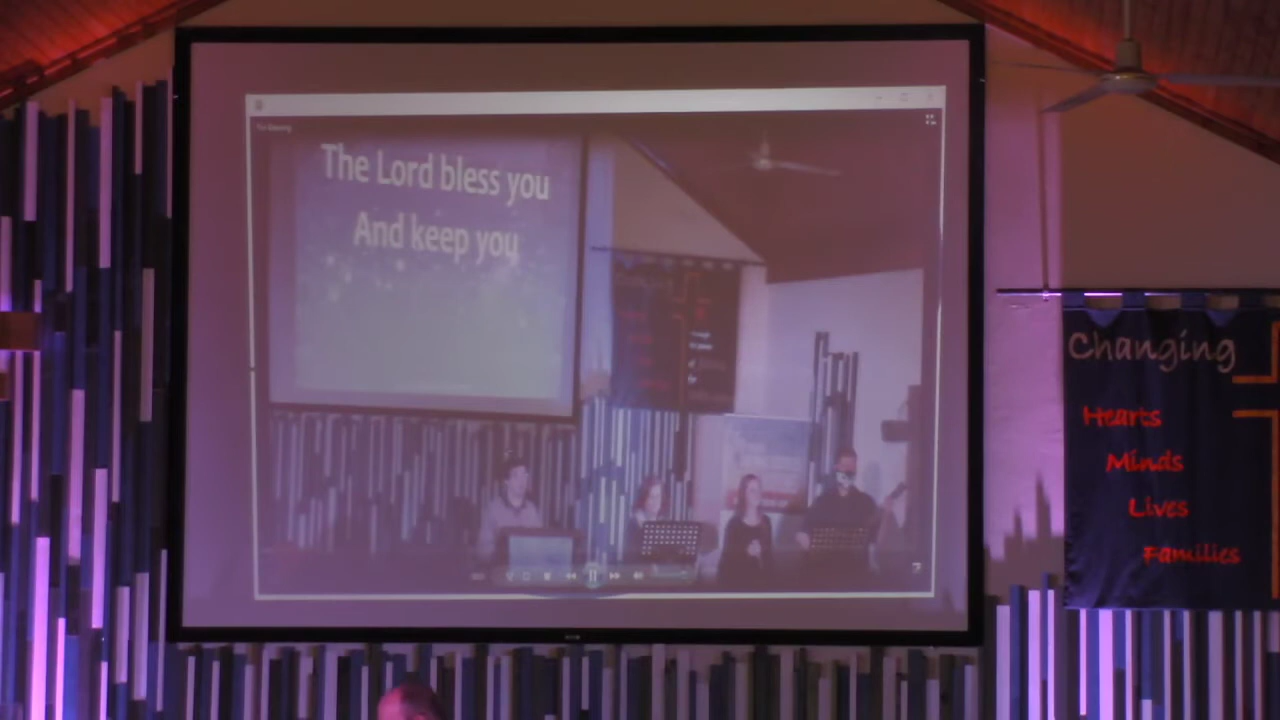 The Lord bless you
And keep you
Changing
Hearts
Minds
Lives
Families